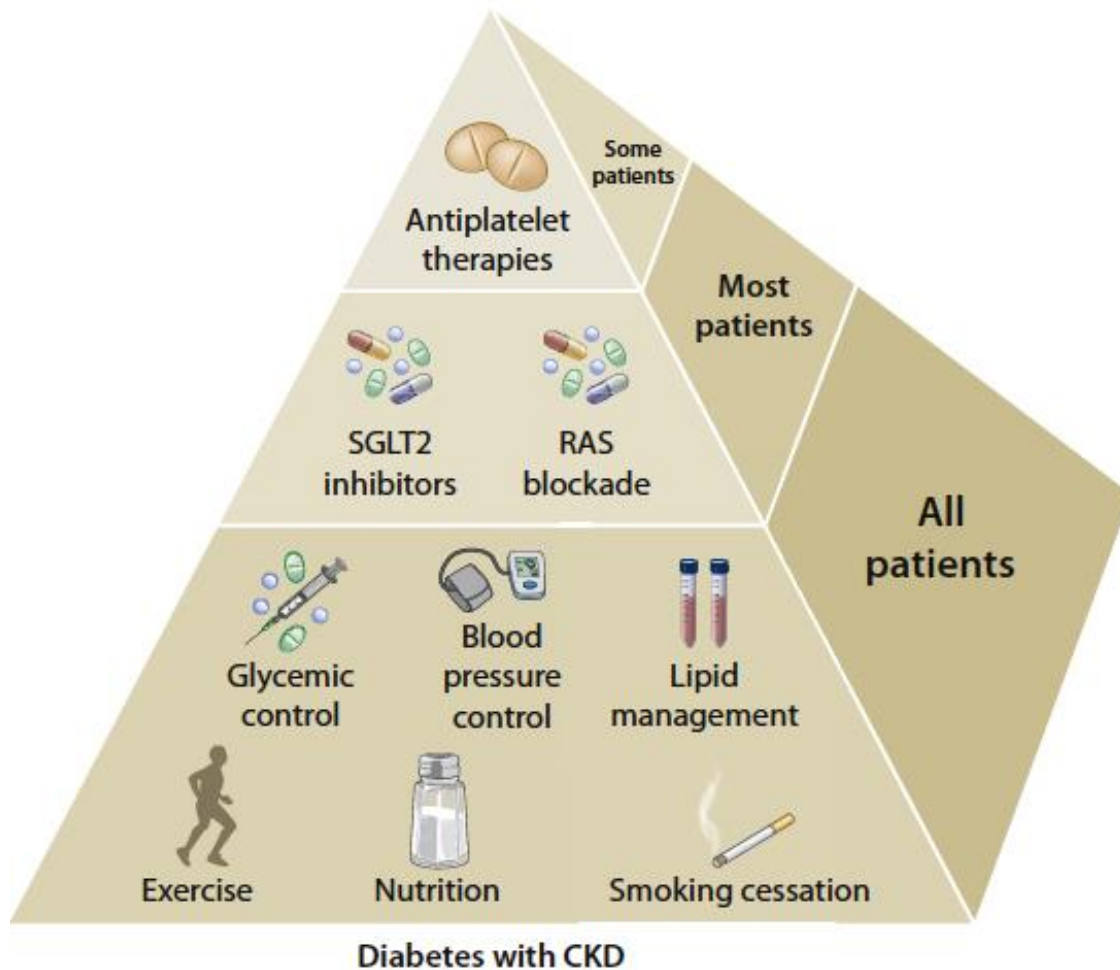 Some
patients
Antiplatelet
therapies
Most
patients
SGLT2
inhibitors
RAS
blockade
All
patients
Glycemic
control
Blood
pressure
control
Lipid
management
Exercise
Nutrition
Smoking cessation
Diabetes with CKD